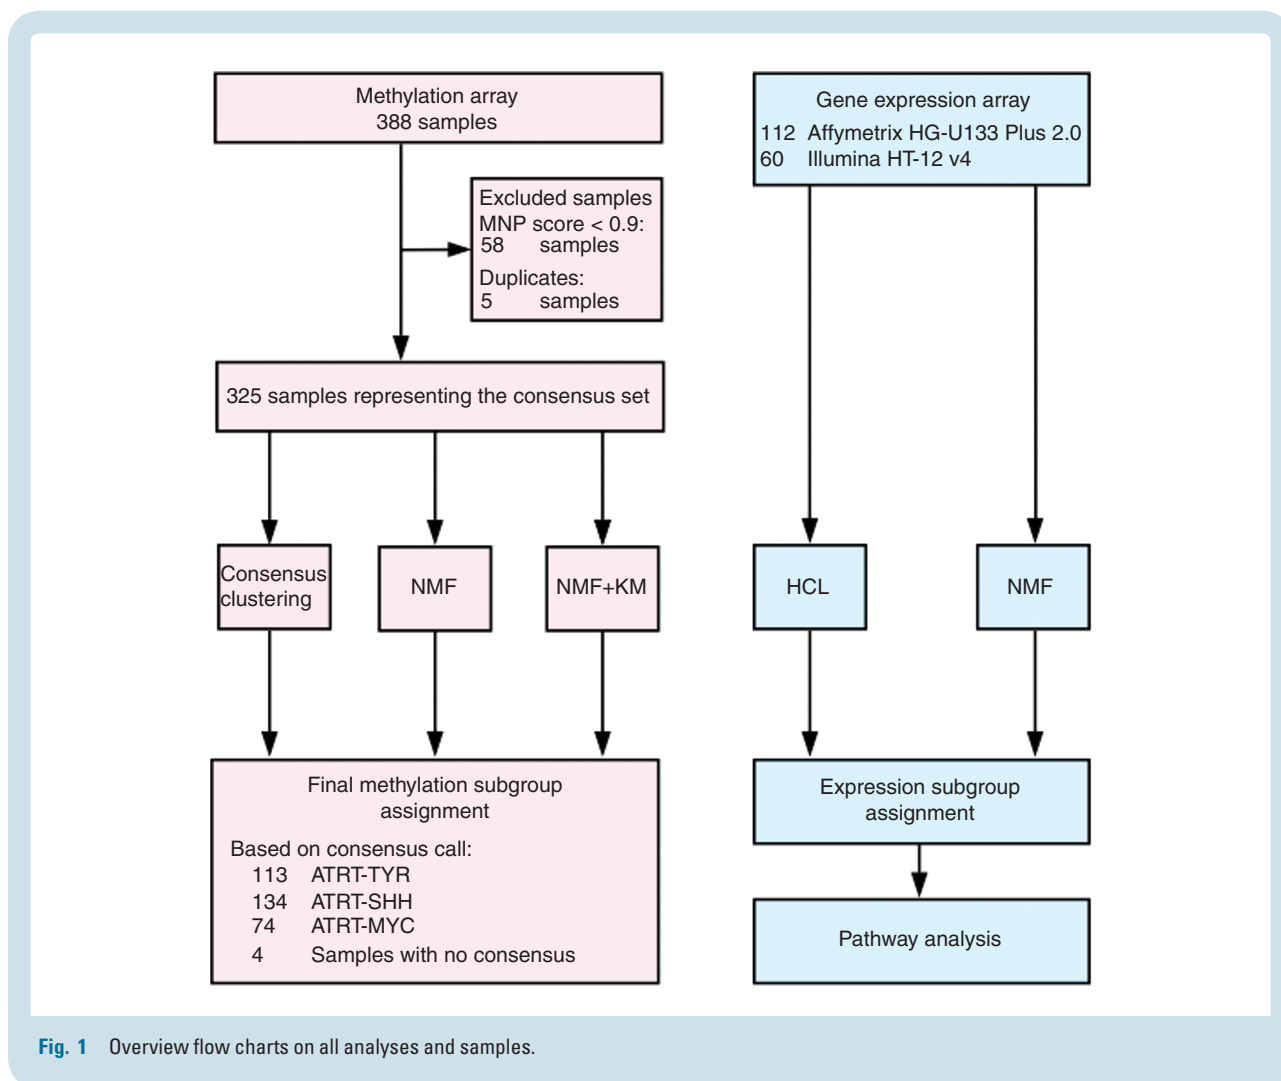 Methylation array
388 samples
Excluded samples
MNP score < 0.9:
58 samples
Duplicates:
5 samples
325 samples representing the consensus set
Consensus
clustering
NMF
NMF+KM
Final methylation subgroup
assignment
Based on consensus call:
113 ATRT-TYR
134 ATRT-SHH
74 ATRT-MYC
4 Samples with no consensus
Gene expression array
112 Affymetrix HG-U133 Plus 2.0
60 Illumina HT-12 v4
HCL
NMF
Expression subgroup
assignment
Pathway analysis
Fig. 1 Overview flow charts on all analyses and samples.